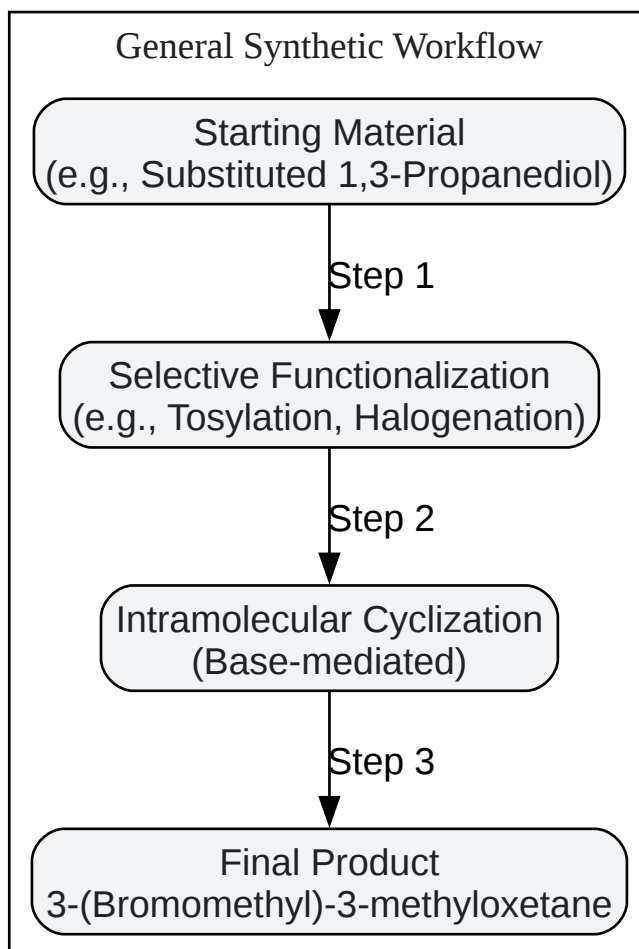 General Synthetic Workflow
Starting Material
(e.g., Substituted 1,3-Propanediol)
Step 1
Selective Functionalization
(e.g., Tosylation, Halogenation)
Step 2
Intramolecular Cyclization
(Base-mediated)
Step 3
Final Product
3-(Bromomethyl)-3-methyloxetane